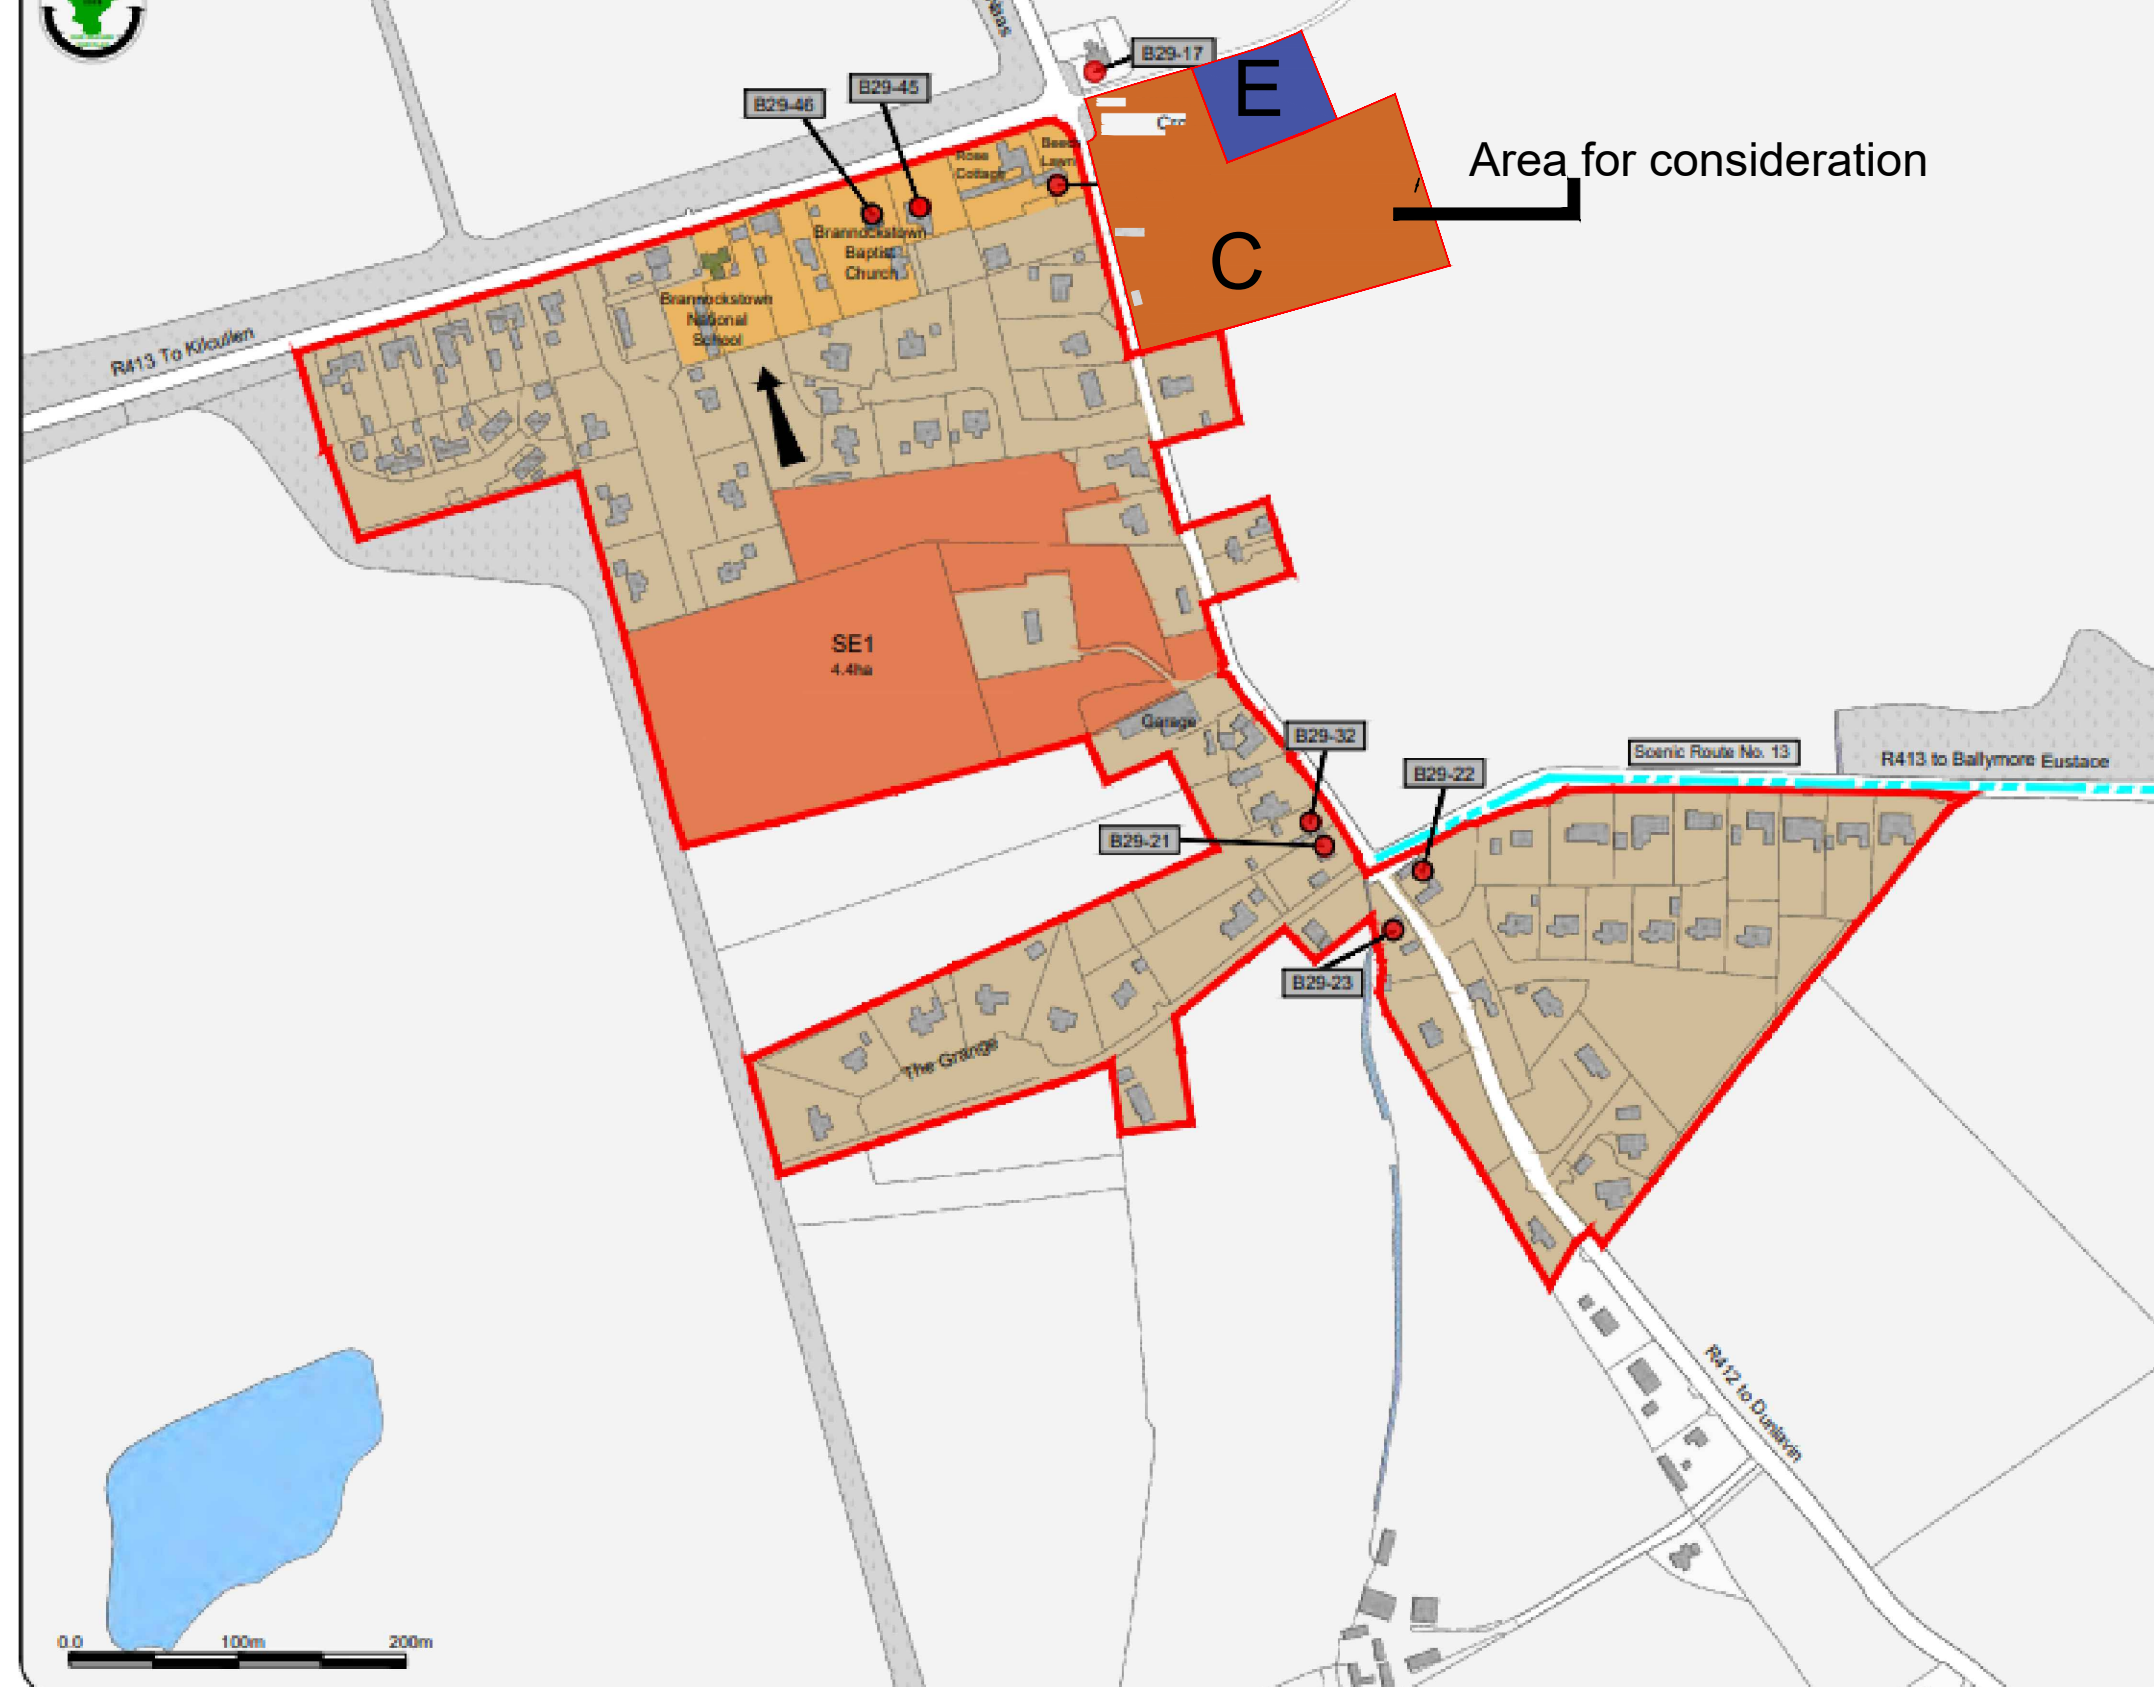 Naas
B29-17
B29-45
B29-46
E
Area for consideration
Rose
Cottage
Lawn
Brannockstown
Baptist
Church
C
Brannockstown
National
School
R413 To Kilcullen
SE1
4.4ha
Garage
B29-32
Scenic Route No. 13
R413 to Ballymore Eustace
B29-22
B29-21
B29-23
The Grange
R412 to Dunlavin
0.0 100m 200m